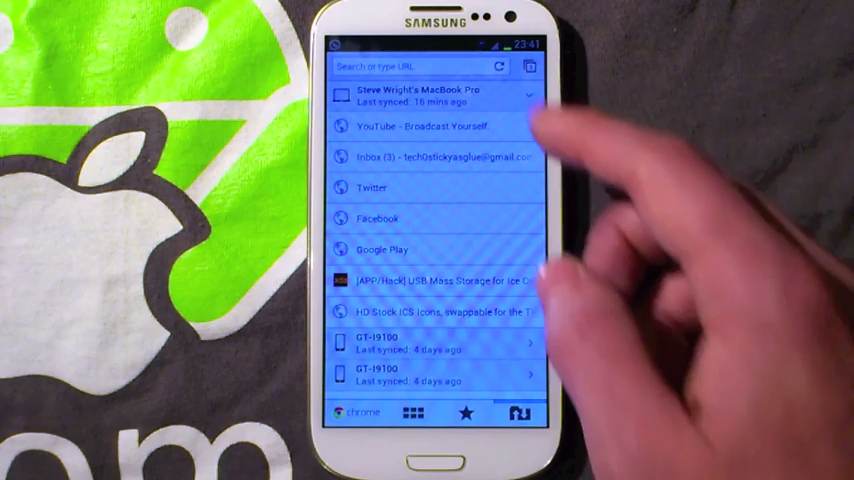 SAMSUNG
23:41
Search or type URL
Steve Wright's MacBook Pro
Last synced: 16 mins ago
YouTube - Broadcast Yourself.
Inbox (3) - tech0stickyasglue@gmail.com
Twitter
Facebook
Google Play
[APP/Hack] USB Mass Storage for Ice C
HD Stock ICS Icons, swappable for the T
GT-I9100
Last synced: 4 days ago
GT-I9100
Last synced: 4 days ago
chrome
om